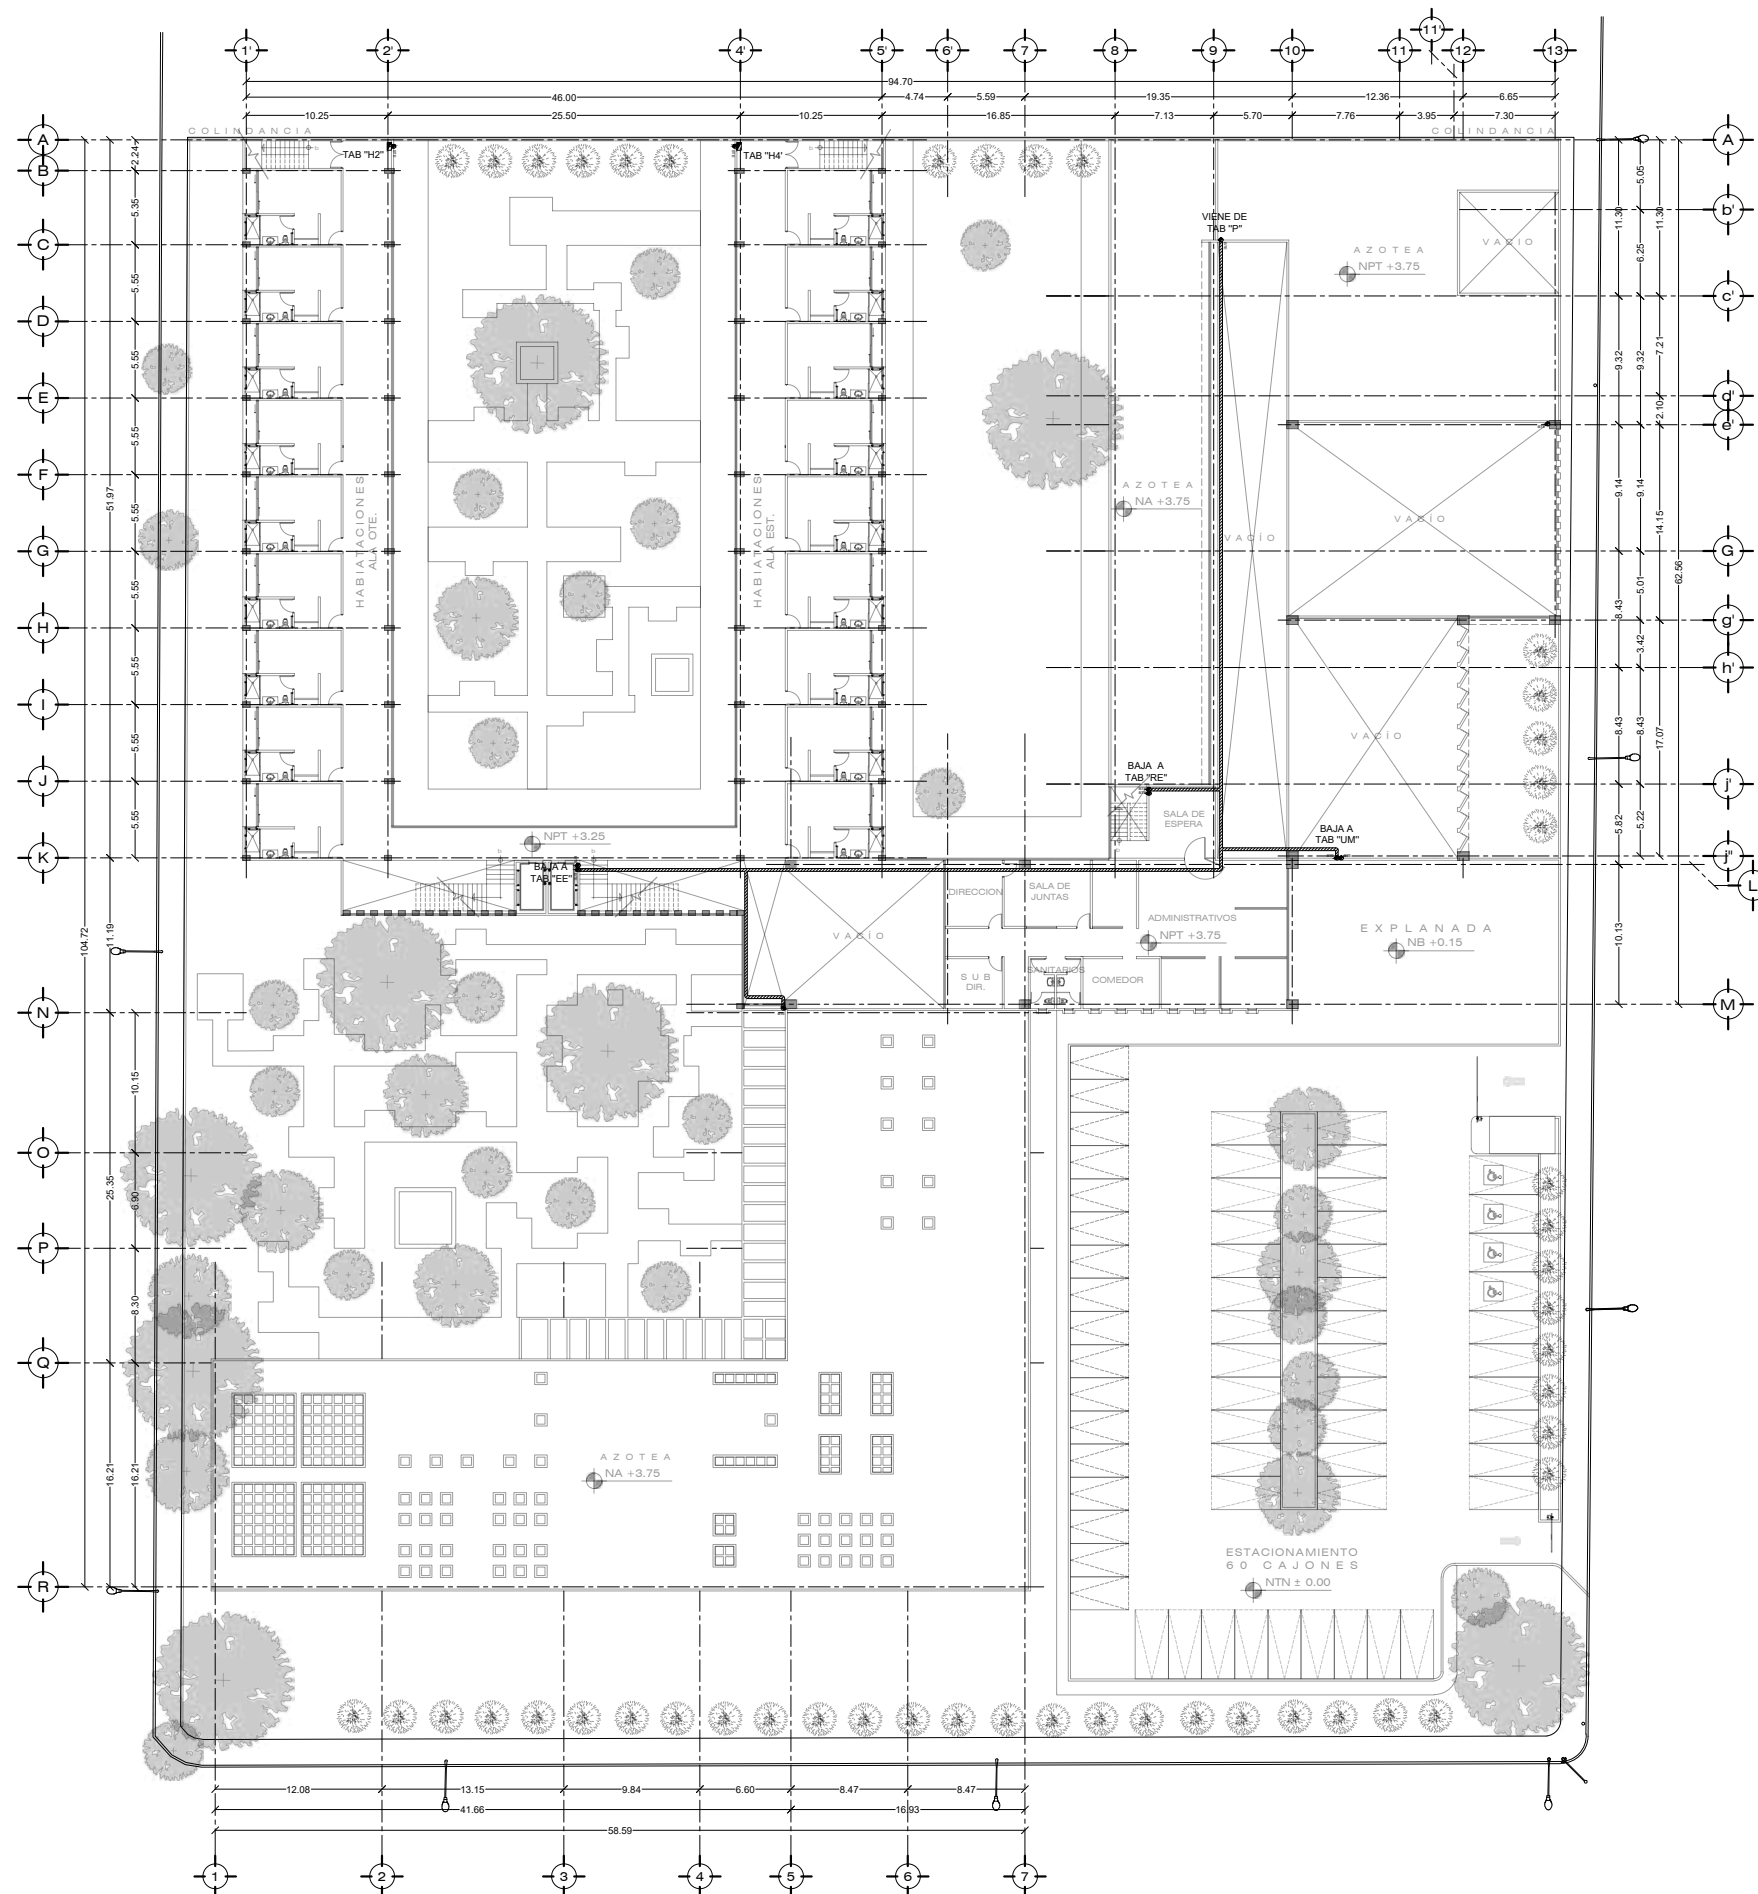 11'
1' 2' 4' 5' 6' 7 8 9 10 11 12 13
94.70
46.00 4.74 5.59 19.35 12.36 6.65
10.25 25.50 10.25 16.85 7.13 5.70 7.76 3.95 7.30
COLINDANCIA
COLINDANCIA
A
B
C
D
E
F
G
H
I
J
K
N
O
P
Q
R
2.24
5.35
5.55
5.55
5.55
5.55
5.55
5.55
5.55
5.55
51.97
11.19
104.72
10.15
25.35
6.90
8.30
16.21
16.21
TAB "H2"
TAB "H4'
HABIATACIONES
ALA OTE.
HABIATACIONES
ALA EST.
VIENE DE
TAB "P"
AZOTEA
NPT +3.75
VACIO
AZOTEA
NA +3.75
VACÍO
VACÍO
VACÍO
BAJA A
TAB "RE"
SALA DE
ESPERA
BAJA A
TAB "UM"
NPT +3.25
BAJA A
TAB "EE"
VACÍO
DIRECCION
SALA DE
JUNTAS
ADMINISTRATIVOS
NPT +3.75
SUB
DIR.
SANITARIOS
COMEDOR
EXPLANADA
NB +0.15
AZOTEA
NA +3.75
ESTACIONAMIENTO
60 CAJONES
NTN ± 0.00
A
b'
c'
d'
e'
G
g'
h'
j'
j"
L
M
11.30
5.05
11.30
6.25
9.32
9.32
7.21
2.10
9.14
9.14
14.15
62.56
8.43
5.01
3.42
8.43
8.43
17.07
5.82
5.22
10.13
12.08 13.15 9.84 6.60 8.47 8.47
41.66 16.93
58.59
1 2 3 4 5 6 7